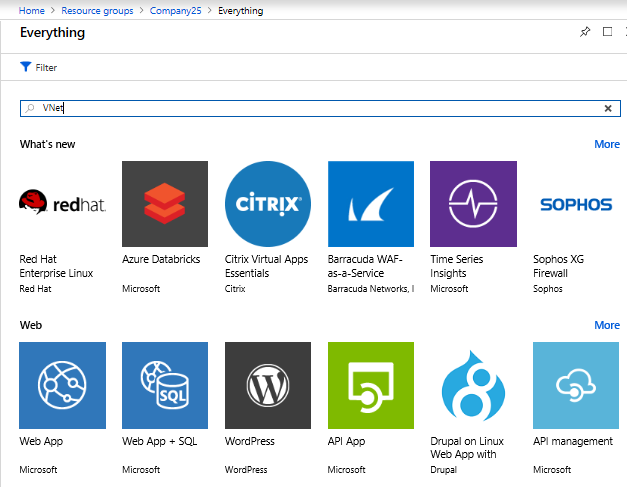 Home > Resource groups > Company25 > Everything
Everything
Filter
VNet
What's new More
redhat.
CİTRIX
SOPHOS
Red Hat Enterprise Linux
Red Hat
Azure Databricks
Microsoft
Citrix Virtual Apps Essentials
Citrix
Barracuda WAF-as-a-Service
Barracuda Networks, I
Time Series Insights
Microsoft
Sophos XG Firewall
Sophos
Web More
SQL
Web App
Microsoft
Web App + SQL
Microsoft
WordPress
WordPress
API App
Microsoft
Drupal on Linux Web App with
Drupal
API management
Microsoft